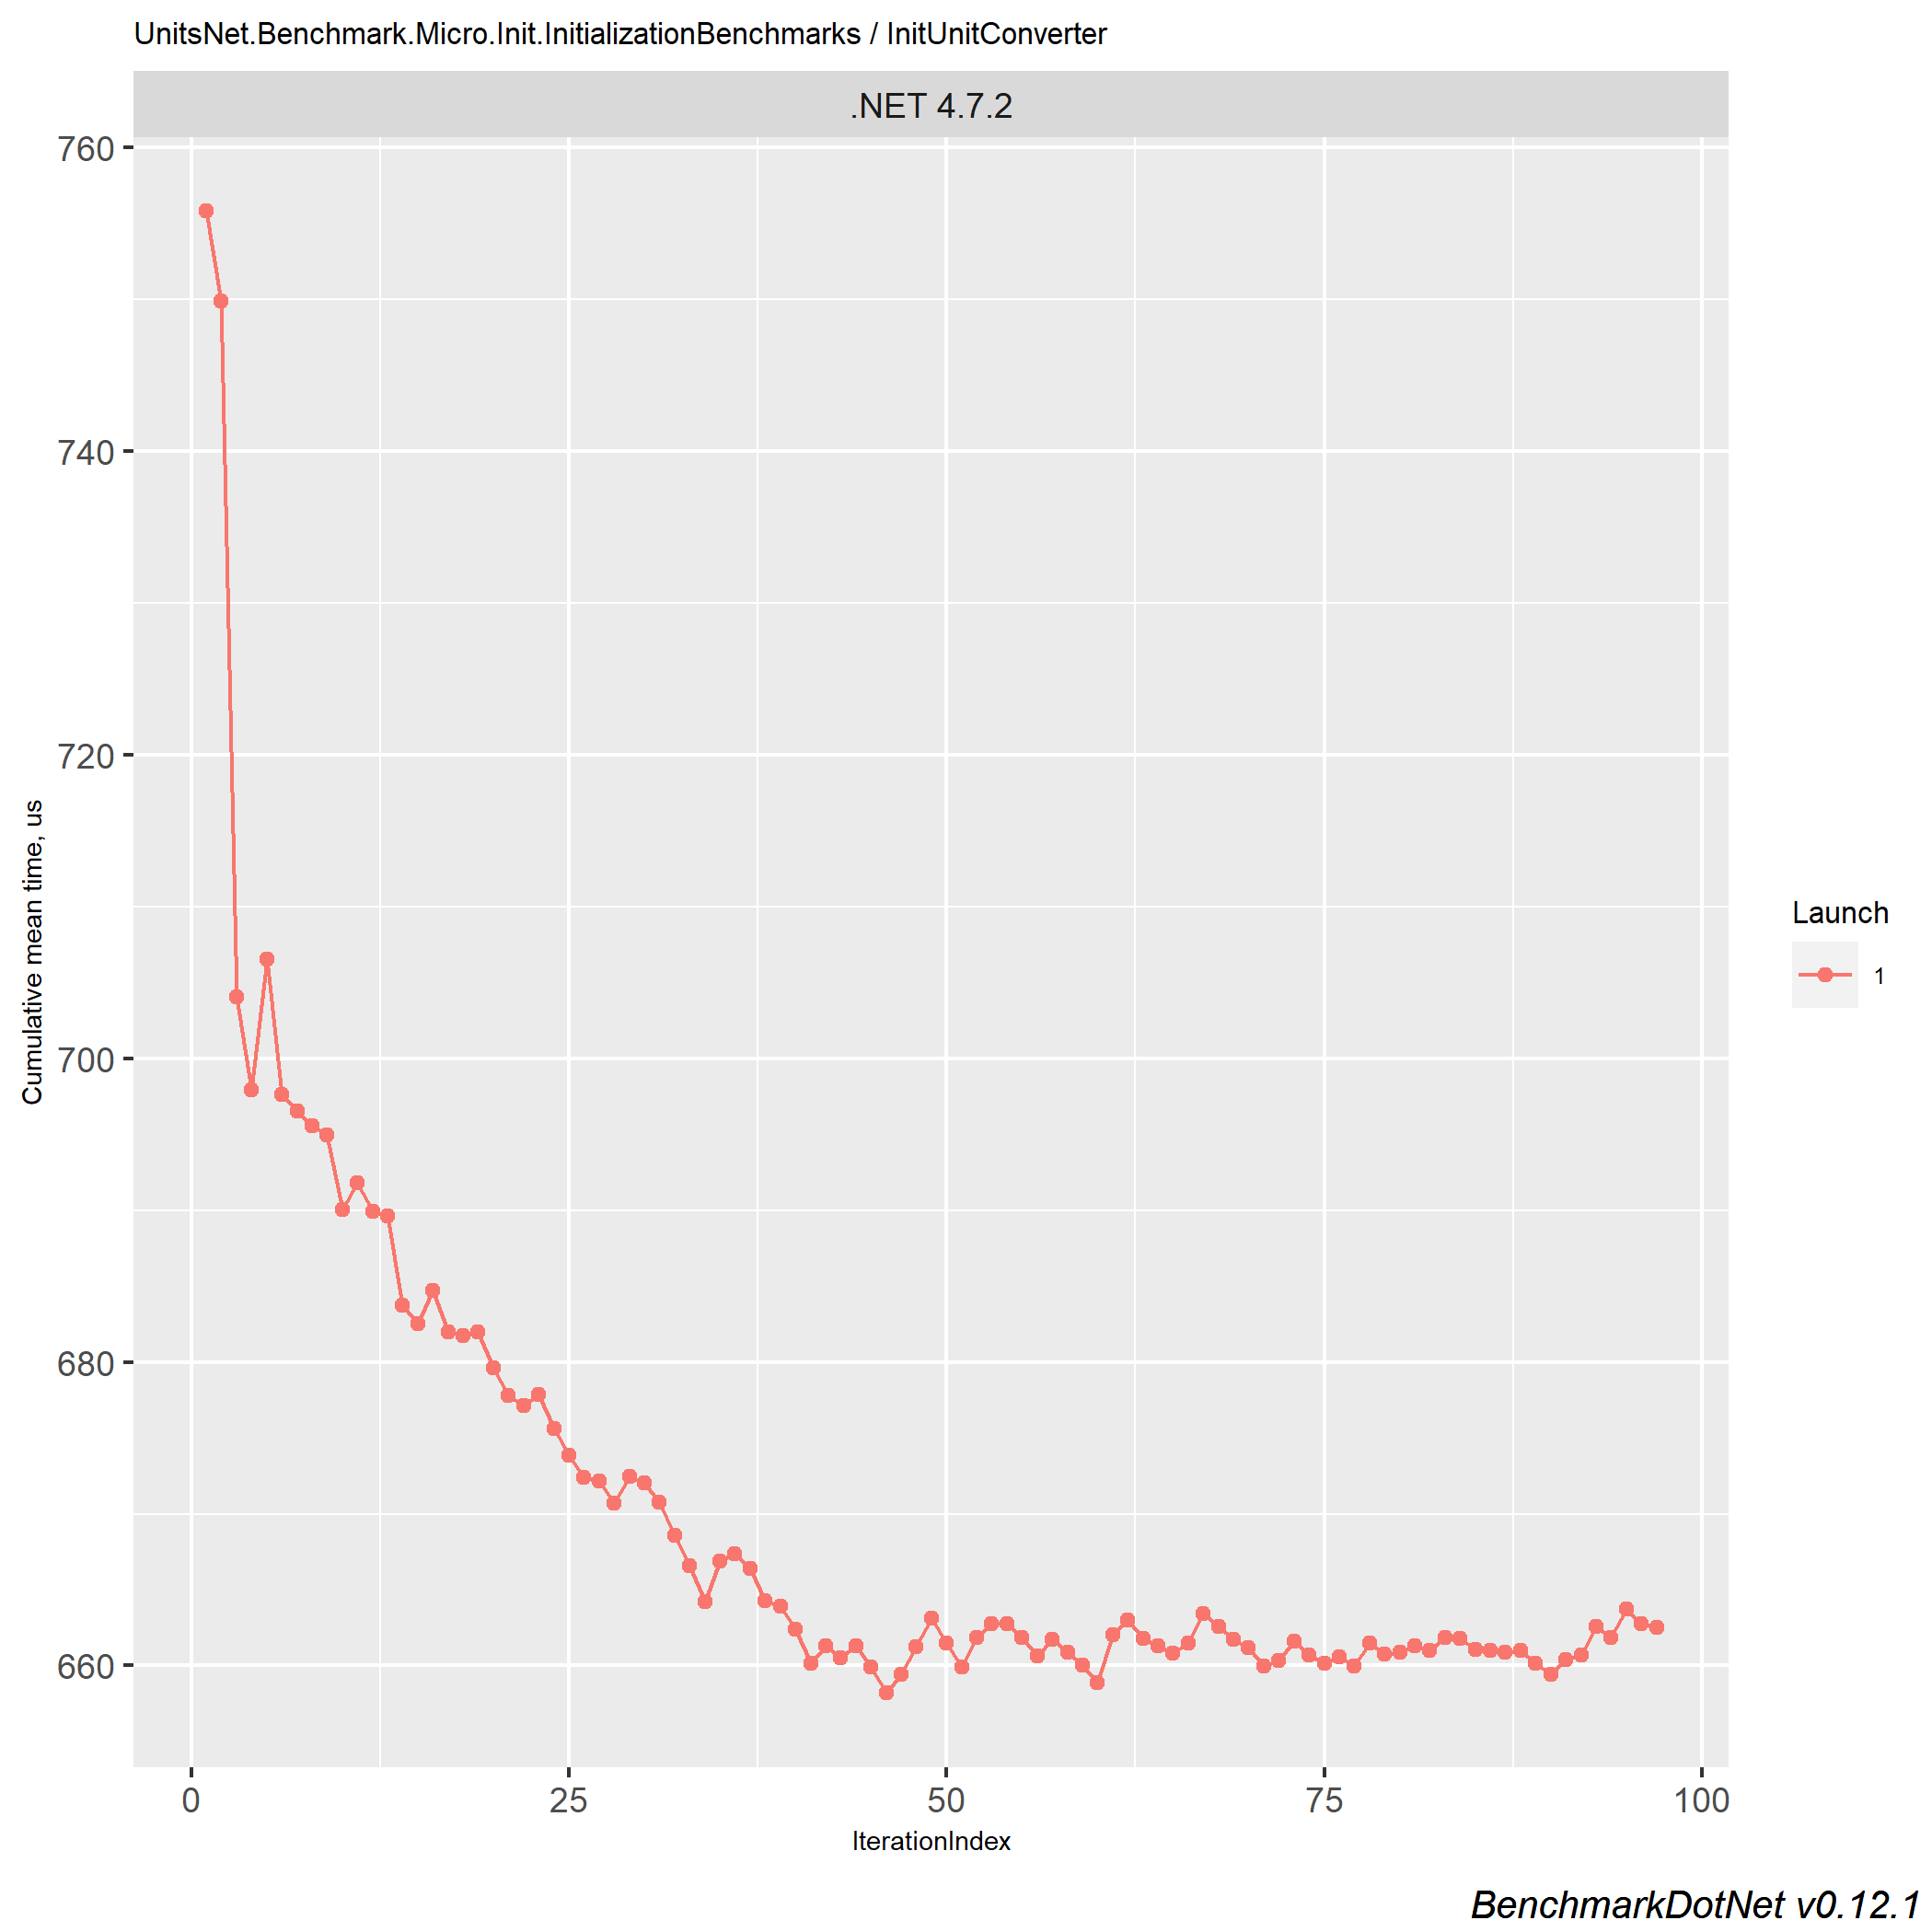 UnitsNet.Benchmark.Micro.Init.InitializationBenchmarks / InitUnitConverter
.NET 4.7.2
760
740
720
700
680
660
Cumulative mean time, us
0 25 50 75 100
IterationIndex
Launch
1
BenchmarkDotNet v0.12.1